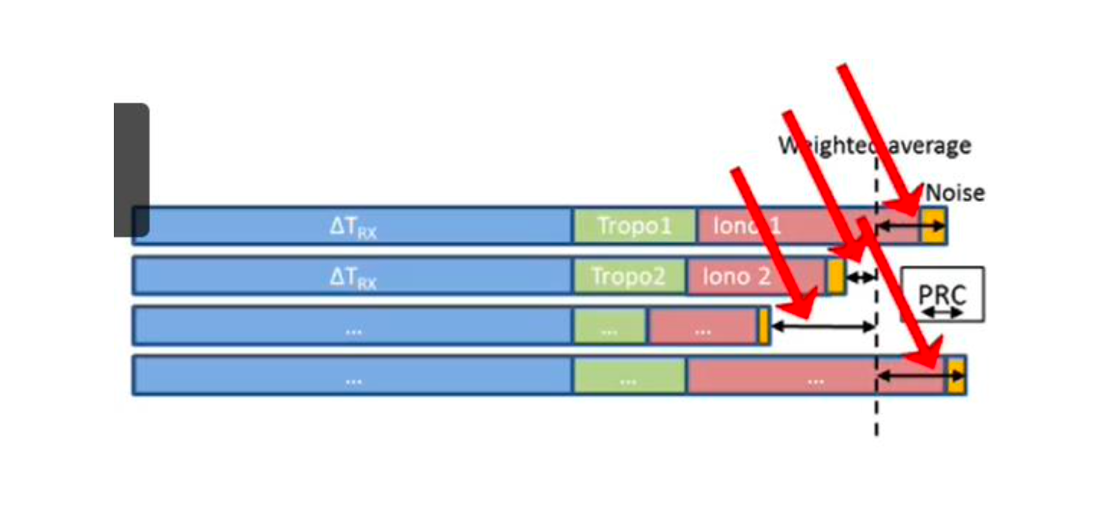 Weighted average
Noise
ΔTRX Tropo1 Iono 1
ΔTRX Tropo2 Iono 2
PRC
... ... ...
... ... ...